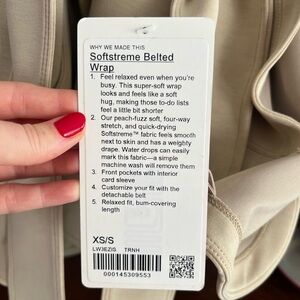 WHY WE MADE THIS
Softstreme Belted
Wrap
1. Feel relaxed even when you're
busy. This super-soft wrap
looks and feels like a soft
hug, making those to-do lists
feel a little bit shorter
2. Our peach-fuzz soft, four-way
stretch, and quick-drying
Softstreme™ fabric feels smooth
next to skin and has a weighty
drape. Water drops can easily
mark this fabric—a simple
machine wash will remove them
3. Front pockets with interior
card sleeve
4. Customize your fit with the
detachable belt
5. Relaxed fit, bum-covering
length
XS/S
LW3EZIS TRNH
000145309553